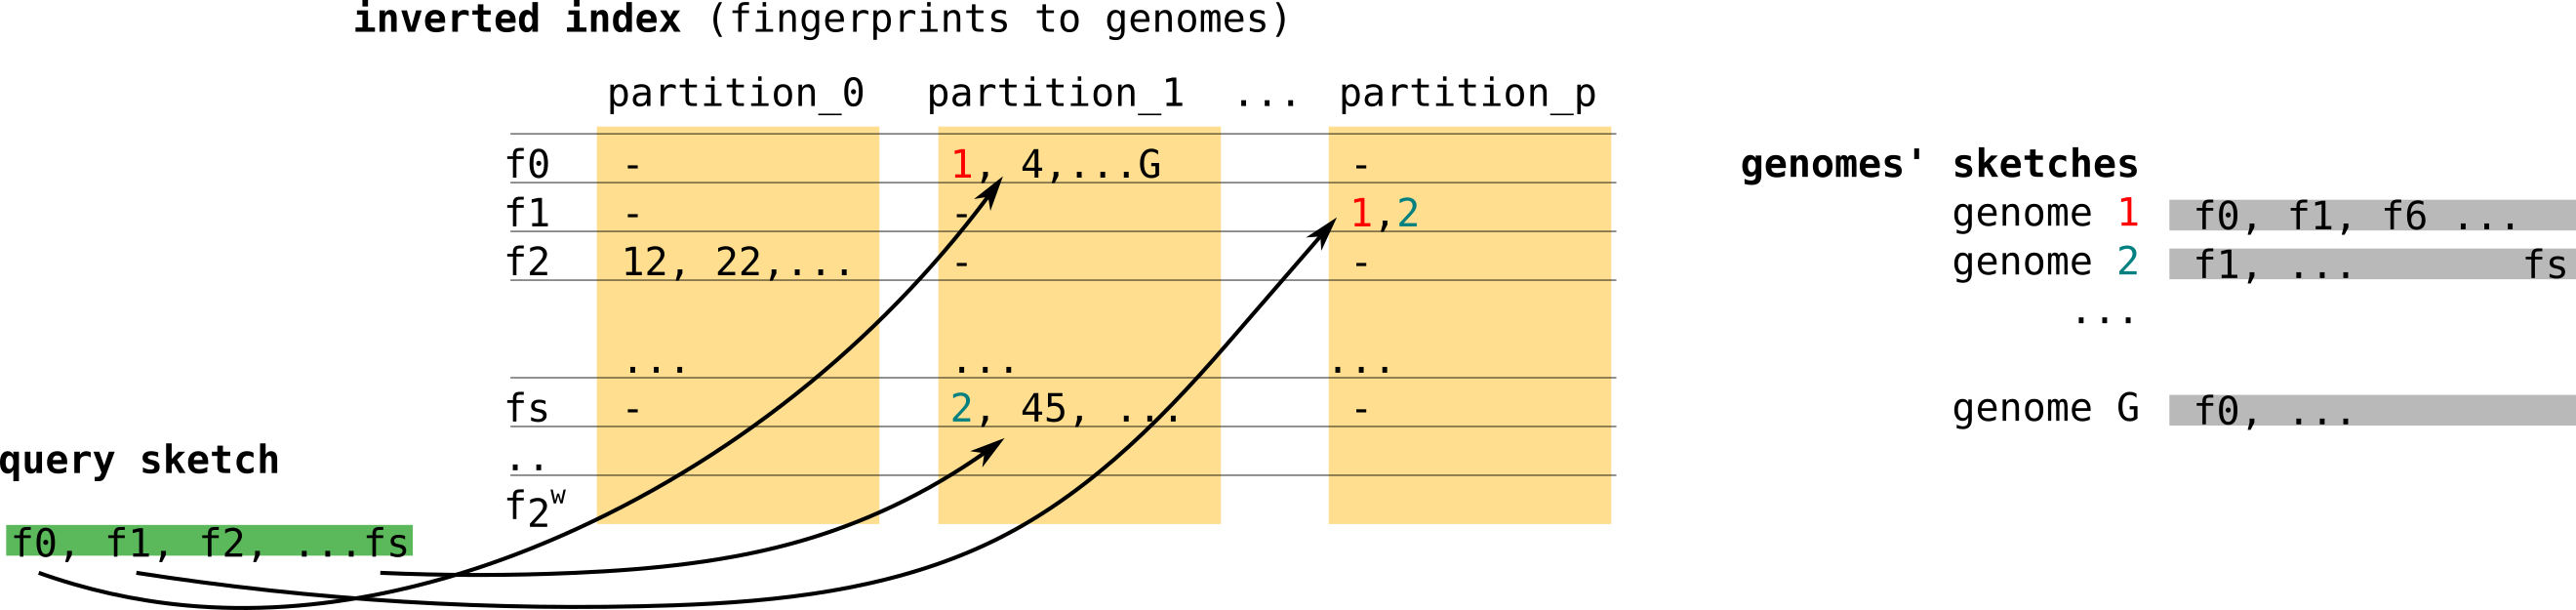 inverted index (fingerprints to genomes)
partition_0 partition_1 ... partition_p
f0 - 1, 4,...G -
f1 - - 1,2
f2 12, 22,... - -
... ... ...
fs - 2, 45, ... -
..
f2^w
query sketch
f0, f1, f2, ...fs
genomes' sketches
genome 1 f0, f1, f6 ...
genome 2 f1, ... fs
...
genome G f0, ...